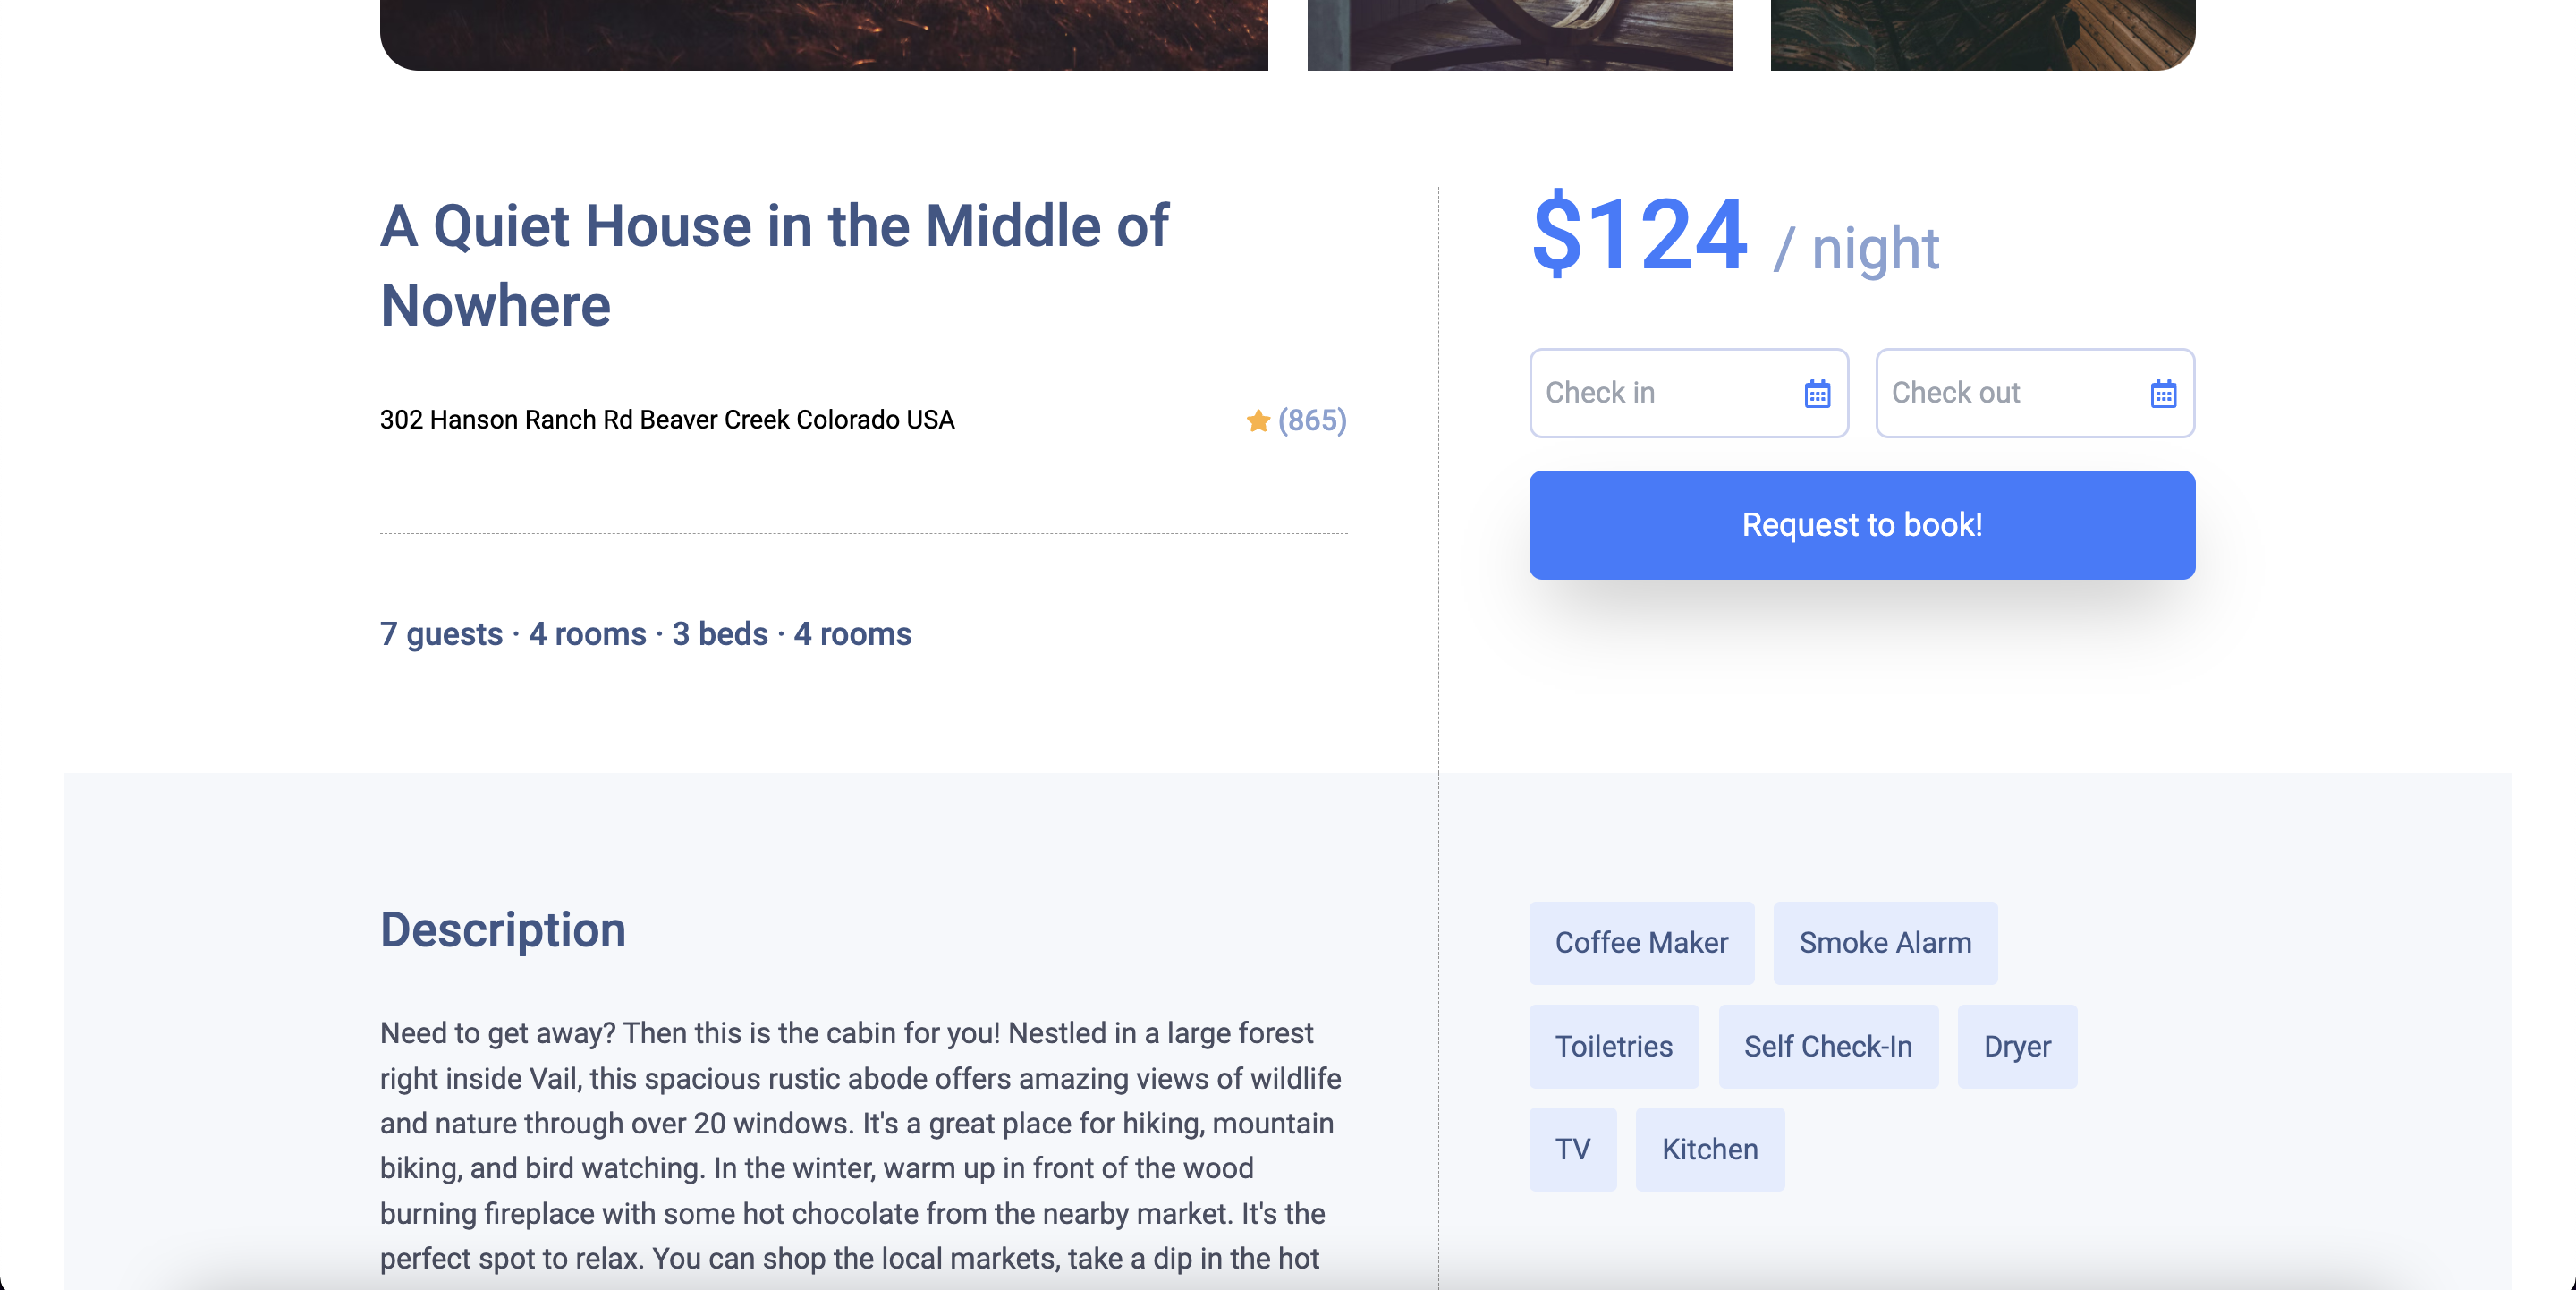 A Quiet House in the Middle of
Nowhere
302 Hanson Ranch Rd Beaver Creek Colorado USA
(865)
7 guests · 4 rooms · 3 beds · 4 rooms
$124 / night
Check in
Check out
Request to book!
Description
Need to get away? Then this is the cabin for you! Nestled in a large forest
right inside Vail, this spacious rustic abode offers amazing views of wildlife
and nature through over 20 windows. It's a great place for hiking, mountain
biking, and bird watching. In the winter, warm up in front of the wood
burning fireplace with some hot chocolate from the nearby market. It's the
perfect spot to relax. You can shop the local markets, take a dip in the hot
Coffee Maker
Smoke Alarm
Toiletries
Self Check-In
Dryer
TV
Kitchen